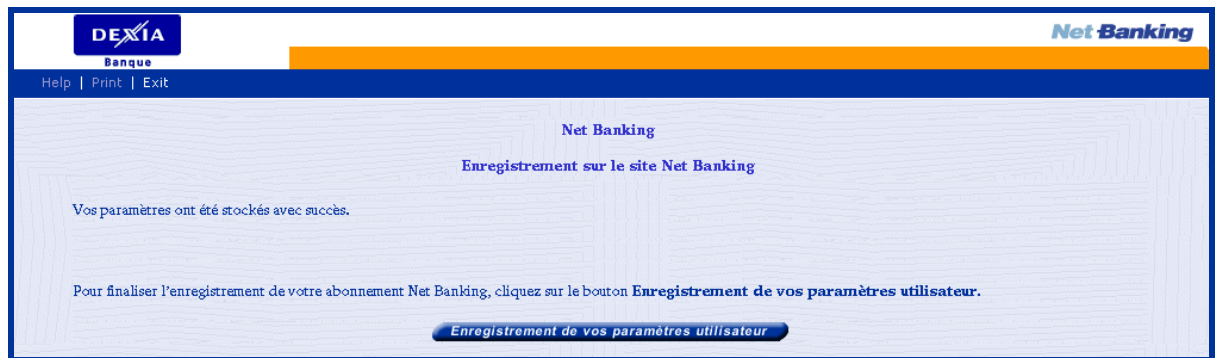 DEXIA
Banque
Net Banking
Help | Print | Exit
Net Banking
Enregistrement sur le site Net Banking
Vos paramètres ont été stockés avec succès.
Pour finaliser l'enregistrement de votre abonnement Net Banking, cliquez sur le bouton Enregistrement de vos paramètres utilisateur.
Enregistrement de vos paramètres utilisateur